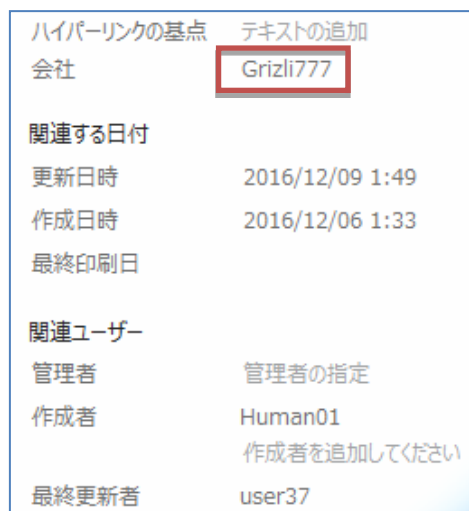 ハイパーリンクの基点 テキストの追加
会社 Grizli777
関連する日付
更新日時 2016/12/09 1:49
作成日時 2016/12/06 1:33
最終印刷日
関連ユーザー
管理者 管理者の指定
作成者 Human01
作成者を追加してください
最終更新者 user37